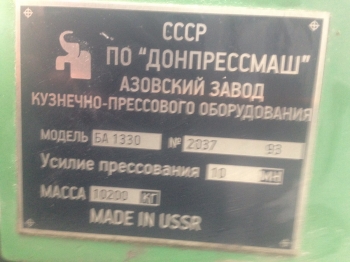 СССР
ПО "ДОНПРЕССМАШ"
АЗОВСКИЙ ЗАВОД
КУЗНЕЧНО-ПРЕССОВОГО ОБОРУДОВАНИЯ
МОДЕЛЬ БА 1330 № 2037 93
Усилие прессования 10 МН
МАССА 10200 КГ
MADE IN USSR